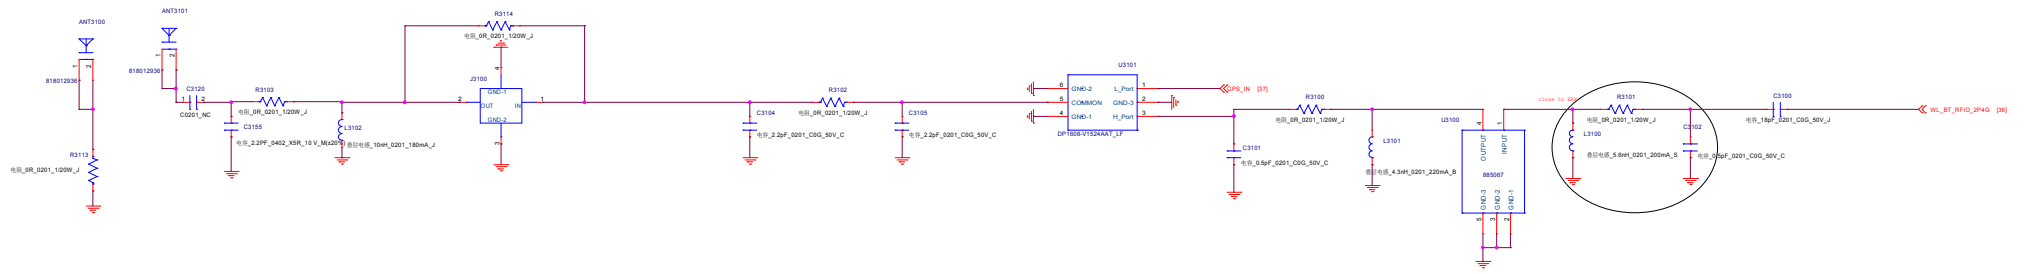 ANT3100
ANT3101
R3114
电阻_0R_0201_1/20W_J
1
2
818012936
1
2
818012936
C3120
1
2
C0201_NC
R3103
电阻_0R_0201_1/20W_J
C3155
电容_2.2PF_0402_X5R_10 V_M(±20%)
L3102
叠层电感_10nH_0201_180mA_J
R3113
电阻_0R_0201_1/20W_J
J3100
4
GND-1
2
OUT
IN
1
GND-2
3
C3104
电容_2.2pF_0201_C0G_50V_C
R3102
电阻_0R_0201_1/20W_J
C3105
电容_2.2pF_0201_C0G_50V_C
U3101
6
GND-2
L_Port
1
5
COMMON
GND-3
2
4
GND-1
H_Port
3
DP1608-V1524AAT_LF
GPS_IN [37]
C3101
电容_0.5pF_0201_C0G_50V_C
R3100
电阻_0R_0201_1/20W_J
L3101
叠层电感_4.3nH_0201_220mA_B
U3100
4
1
OUTPUT
INPUT
885067
GND-3
GND-2
GND-1
5
3
2
close to SAW
R3101
电阻_0R_0201_1/20W_J
L3100
叠层电感_5.6nH_0201_200mA_S
C3102
电容_0.5pF_0201_C0G_50V_C
C3100
电容_18pF_0201_C0G_50V_J
WL_BT_RFIO_2P4G [36]